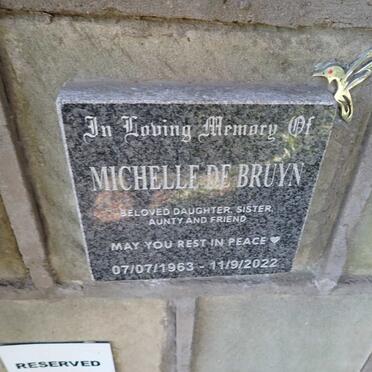 In Loving Memory Of
MICHELLE DE BRUYN
BELOVED DAUGHTER, SISTER,
AUNTY AND FRIEND
MAY YOU REST IN PEACE ♥
07/07/1963 - 11/9/2022
RESERVED